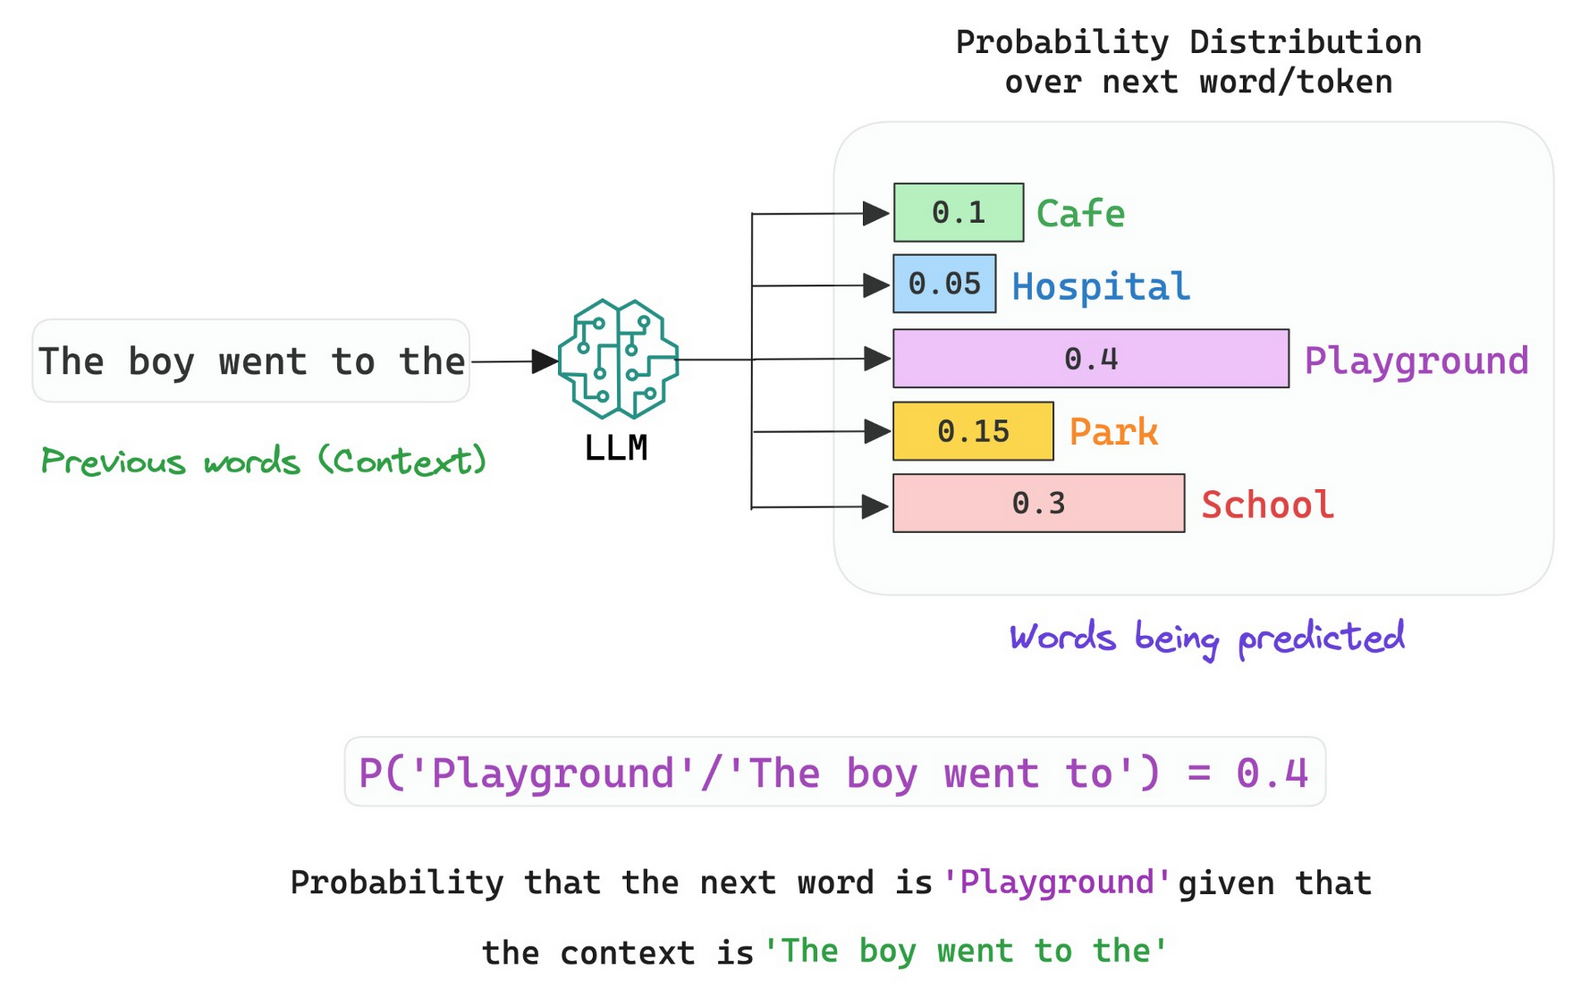 Probability Distribution
over next word/token
0.1 Cafe
0.05 Hospital
The boy went to the
0.4 Playground
LLM
0.15 Park
Previous words (Context)
0.3 School
Words being predicted
P('Playground'/'The boy went to') = 0.4
Probability that the next word is 'Playground' given that
the context is 'The boy went to the'